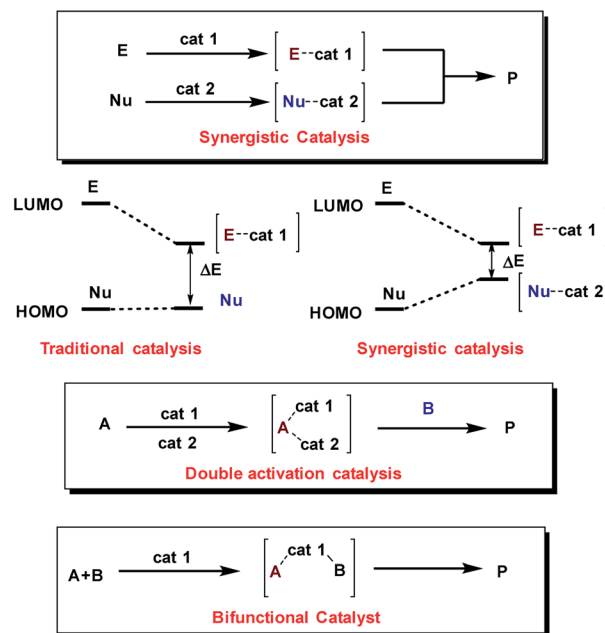 E cat 1 [E--cat 1]
P
Nu cat 2 [Nu--cat 2]
Synergistic Catalysis
E
LUMO
[E--cat 1]
ΔE
Nu
Nu
HOMO
Traditional catalysis
E
LUMO
[E--cat 1
ΔE
Nu
[Nu--cat 2
HOMO
Synergistic catalysis
cat 1
cat 1
A
A
B
P
cat 2
cat 2
Double activation catalysis
cat 1
cat 1
A+B
A
B
P
Bifunctional Catalyst